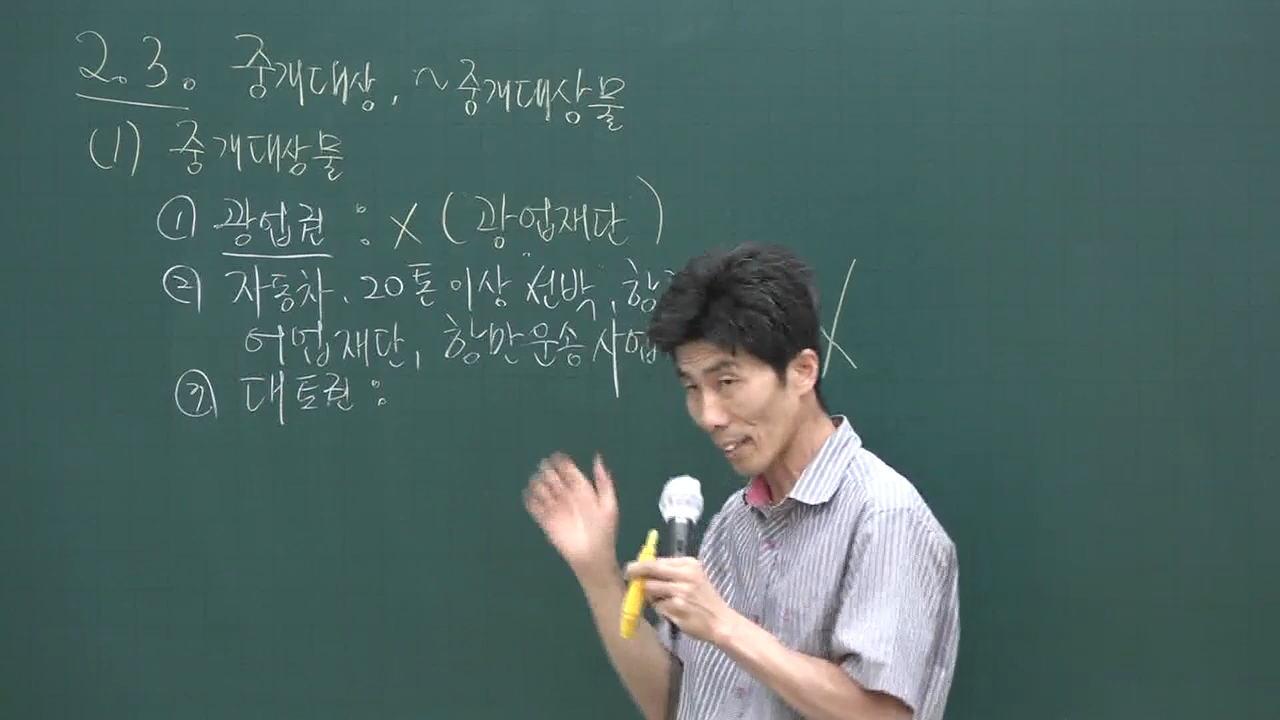 2.3. 중개대상, ~중개대상물
(1) 중개대상물
① 광업권 : X (광업재단)
② 자동차. 20톤 이상 선박, 항
어업재단, 항만운송사업 X
③ 대토권 :